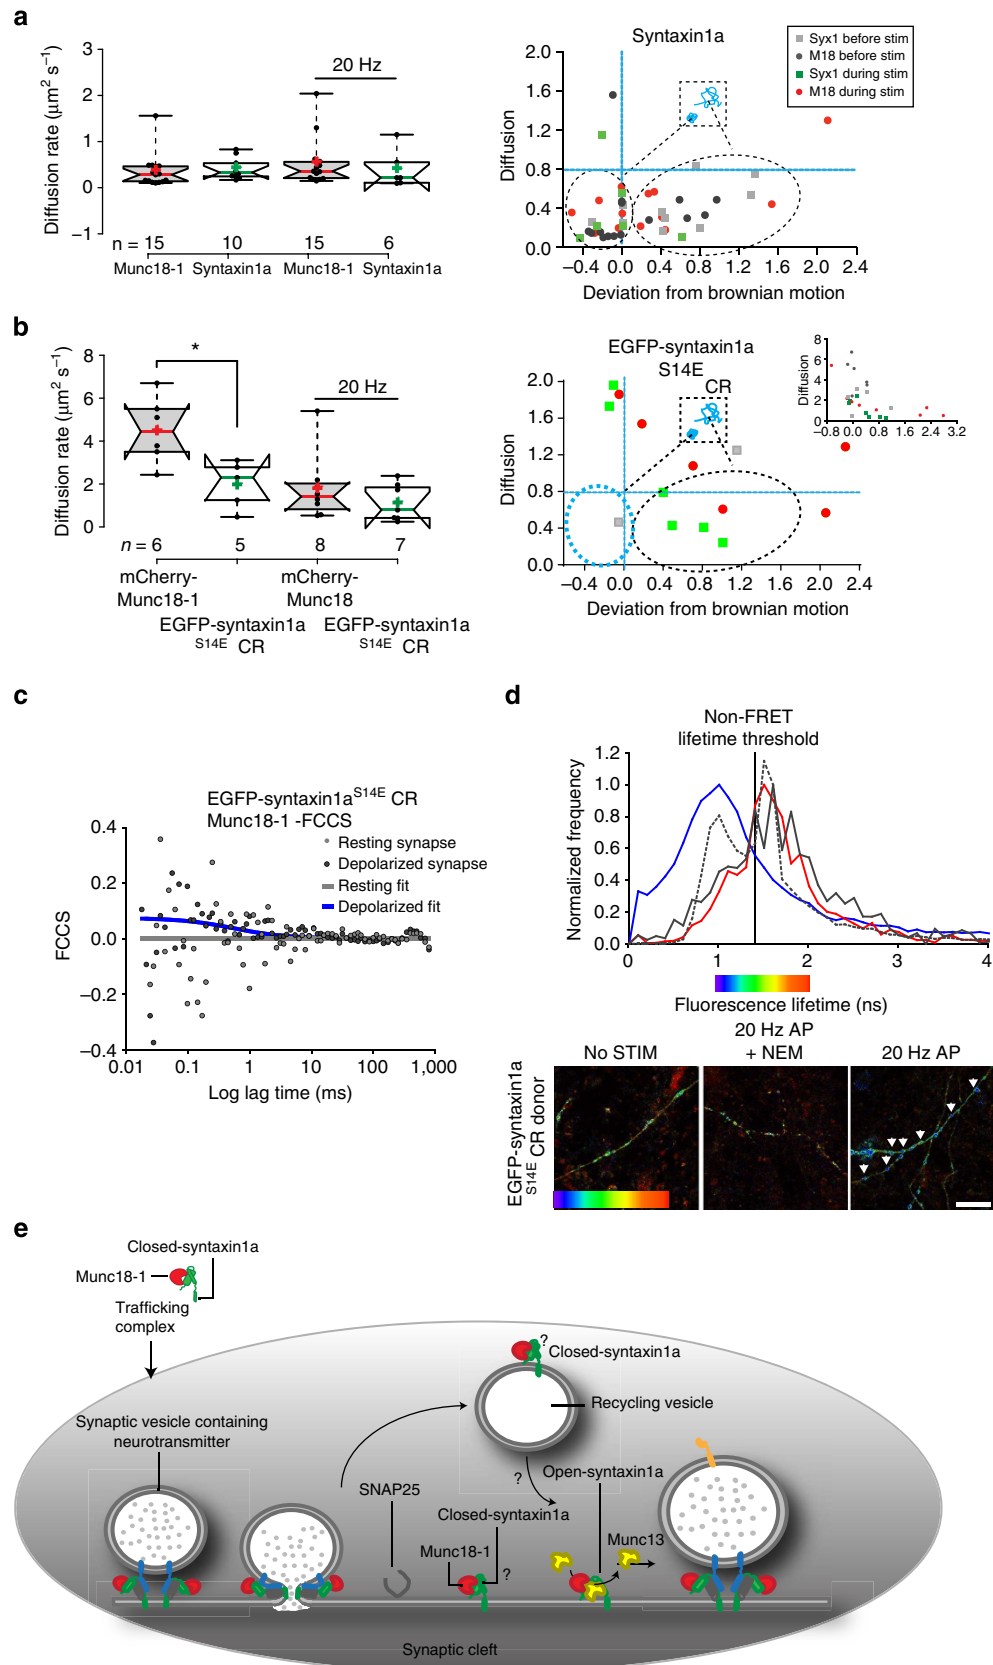 a
3
2
1
0
−1
Diffusion rate (μm² s⁻¹)
20 Hz
n = 15 10 15 6
Munc18-1 Syntaxin1a Munc18-1 Syntaxin1a
Syntaxin1a
Syx1 before stim
M18 before stim
Syx1 during stim
M18 during stim
2.0
1.6
1.2
0.8
0.4
0.0
Diffusion
−0.4 0.0 0.4 0.8 1.2 1.6 2.0 2.4
Deviation from brownian motion
b
8
6
4
2
0
Diffusion rate (μm² s⁻¹)
*
20 Hz
n = 6 5 8 7
mCherry- mCherry-
Munc18-1 Munc18
EGFP-syntaxin1a EGFP-syntaxin1a
S14E CR S14E CR
EGFP-syntaxin1a
S14E
CR
2.0
1.6
1.2
0.8
0.4
0.0
Diffusion
−0.4 0.0 0.4 0.8 1.2 1.6 2.0 2.4
Deviation from brownian motion
8
6
4
2
0
Diffusion
−0.8 0.0 0.8 1.6 2.4 3.2
c
EGFP-syntaxin1aS14E CR
Munc18-1 -FCCS
Resting synapse
Depolarized synapse
Resting fit
Depolarized fit
0.4
0.2
0.0
−0.2
−0.4
FCCS
0.01 0.1 1 10 100 1,000
Log lag time (ms)
d
Non-FRET
lifetime threshold
1.2
1.0
0.8
0.6
0.4
0.2
0.0
Normalized frequency
0 1 2 3 4
Fluorescence lifetime (ns)
No STIM
20 Hz AP
+ NEM
20 Hz AP
EGFP-syntaxin1a
S14E CR donor
e
Closed-syntaxin1a
Munc18-1
Trafficking
complex
?
Closed-syntaxin1a
Recycling vesicle
Synaptic vesicle containing
neurotransmitter
SNAP25
?
Open-syntaxin1a
Closed-syntaxin1a
Munc18-1
?
Munc13
Synaptic cleft